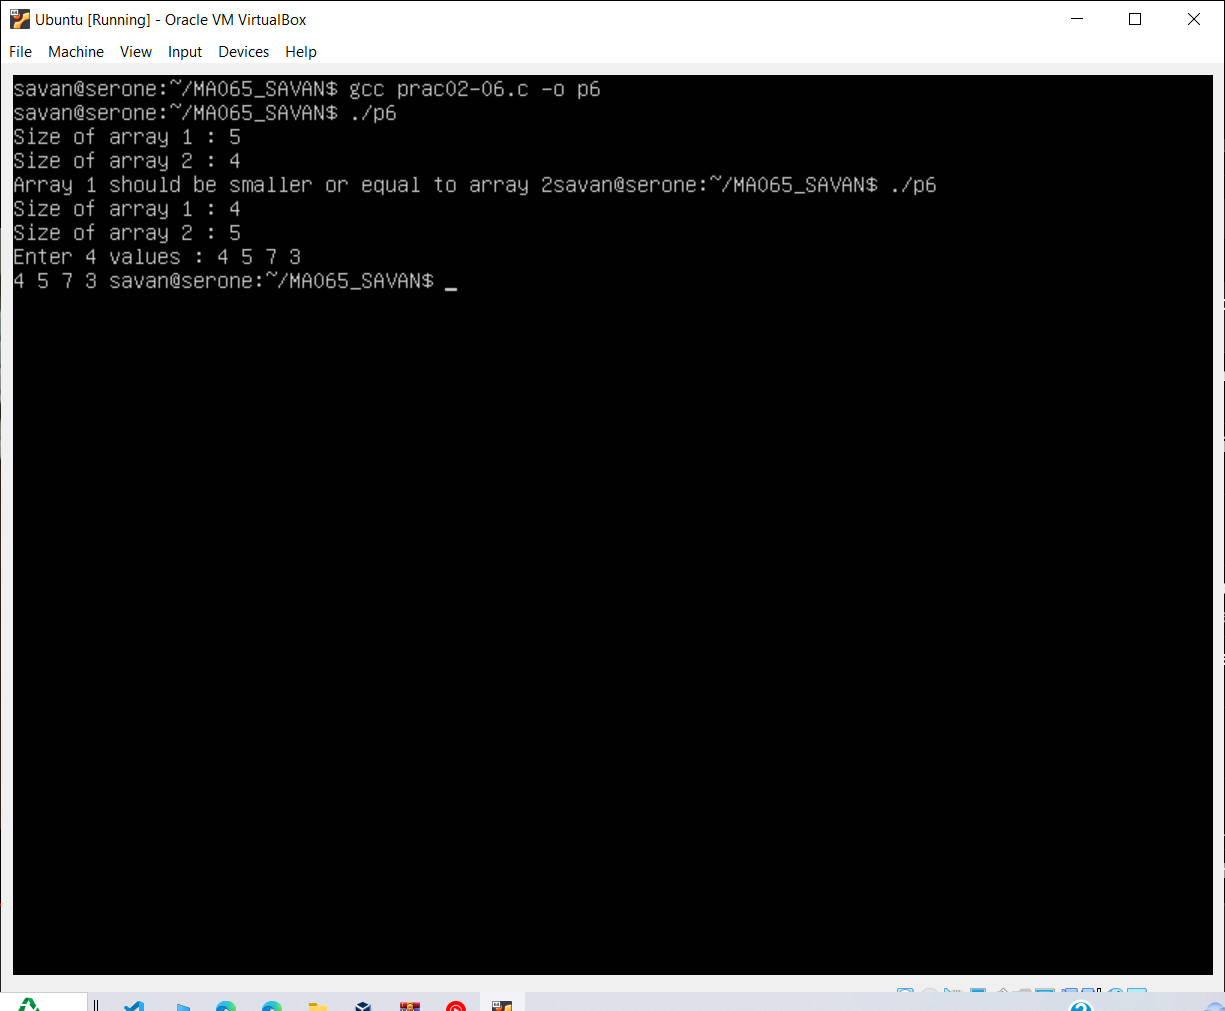 Ubuntu [Running] - Oracle VM VirtualBox
File Machine View Input Devices Help
savan@serone:~/MA065_SAVAN$ gcc prac02-06.c -o p6
savan@serone:~/MA065_SAVAN$ ./p6
Size of array 1 : 5
Size of array 2 : 4
Array 1 should be smaller or equal to array 2savan@serone:~/MA065_SAVAN$ ./p6
Size of array 1 : 4
Size of array 2 : 5
Enter 4 values : 4 5 7 3
4 5 7 3 savan@serone:~/MA065_SAVAN$ _